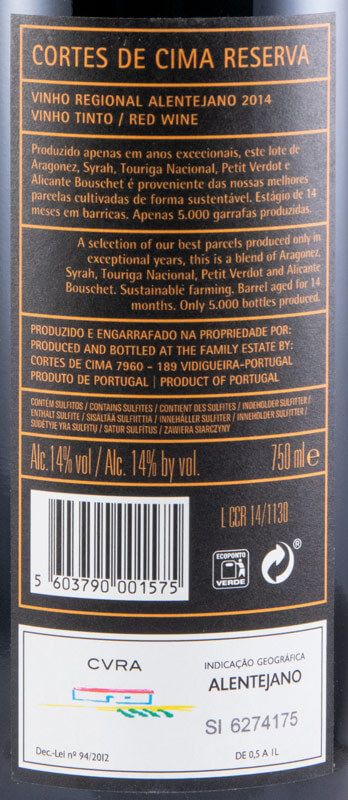 CORTES DE CIMA RESERVA
VINHO REGIONAL ALENTEJANO 2014
VINHO TINTO / RED WINE
Produzido apenas em anos excecionais, este lote de
Aragonez, Syrah, Touriga Nacional, Petit Verdot e
Alicante Bouschet é proveniente das nossas melhores
parcelas cultivadas de forma sustentável. Estágio de 14
meses em barricas. Apenas 5.000 garrafas produzidas.
A selection of our best parcels produced only in
exceptional years, this is a blend of Aragonez,
Syrah, Touriga Nacional, Petit Verdot and Alicante
Bouschet. Sustainable farming. Barrel aged for 14
months. Only 5.000 bottles produced.
PRODUZIDO E ENGARRAFADO NA PROPRIEDADE POR:
PRODUCED AND BOTTLED AT THE FAMILY ESTATE BY:
CORTES DE CIMA 7960 - 189 VIDIGUEIRA-PORTUGAL
PRODUTO DE PORTUGAL | PRODUCT OF PORTUGAL
CONTÉM SULFITOS / CONTAINS SULFITES / CONTIENT DES SULFITES / INDEHOLDER SULFITTER /
ENTHÄLT SULFITE / SISÄLTÄÄ SULFIITTIA / INNEHÅLLER SULFITER / INNEHOLDER SULFITTER /
SÚÐETYIE YRA SULFITŲ / SATUR SULFITUS / ZAWIERA SIARCZYNY
Alc. 14% vol / Alc. 14% by vol. 750 ml e
L CCR 14/1130
5 603790 001575
ECOPONTO
VERDE
®
CVRA
INDICAÇÃO GEOGRÁFICA
ALENTEJANO
SI 6274175
Dec.-Lei nº 94/2012
DE 0,5 A 1L